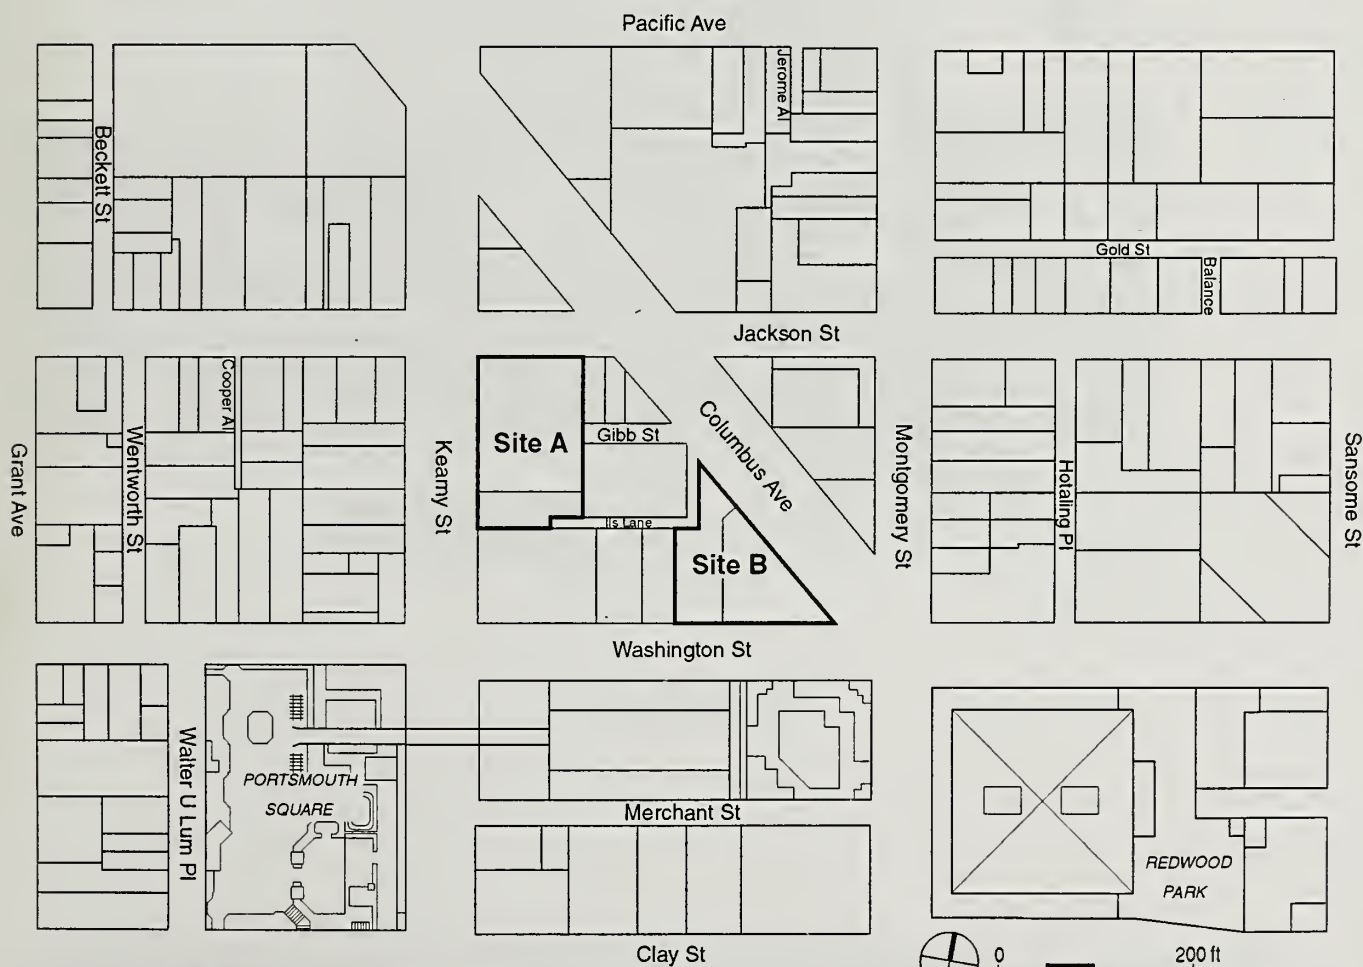 Pacific Ave
Jerome Al
Beckett St
Gold St
Balance
Jackson St
Cooper Al
Columbus Ave
Site A
Gibb St
Grant Ave
Wentworth St
Kearny St
Montgomery St
Hotaling Pl
Sansome St
ls Lane
Site B
Washington St
Walter U Lum Pl
PORTSMOUTH
SQUARE
Merchant St
REDWOOD
PARK
Clay St
0
200 ft